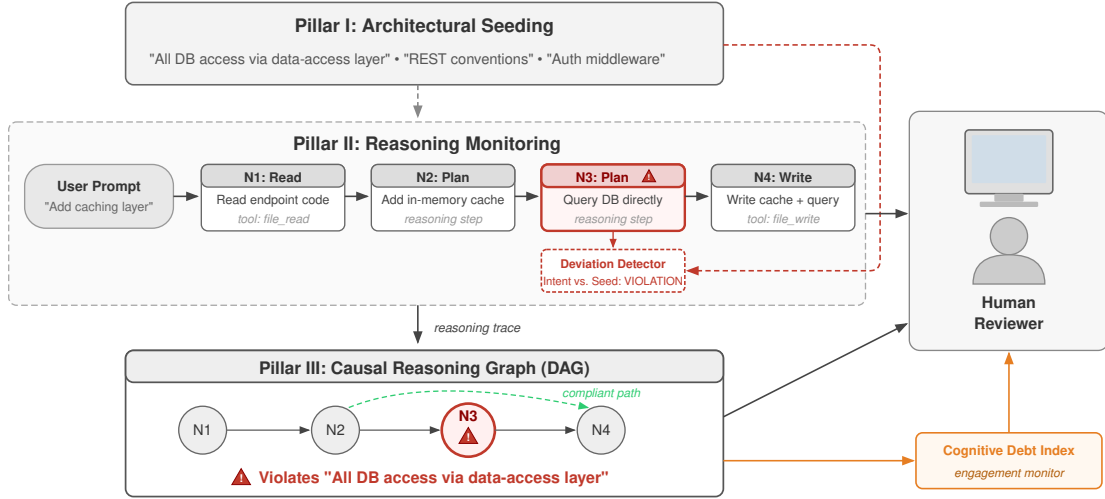 Pillar I: Architectural Seeding
"All DB access via data-access layer" • "REST conventions" • "Auth middleware"
Pillar II: Reasoning Monitoring
User Prompt
"Add caching layer"
N1: Read
Read endpoint code
tool: file_read
N2: Plan
Add in-memory cache
reasoning step
N3: Plan
Query DB directly
reasoning step
N4: Write
Write cache + query
tool: file_write
Deviation Detector
Intent vs. Seed: VIOLATION
Human
Reviewer
reasoning trace
Pillar III: Causal Reasoning Graph (DAG)
compliant path
N1
N2
N3
N4
Violates "All DB access via data-access layer"
Cognitive Debt Index
engagement monitor